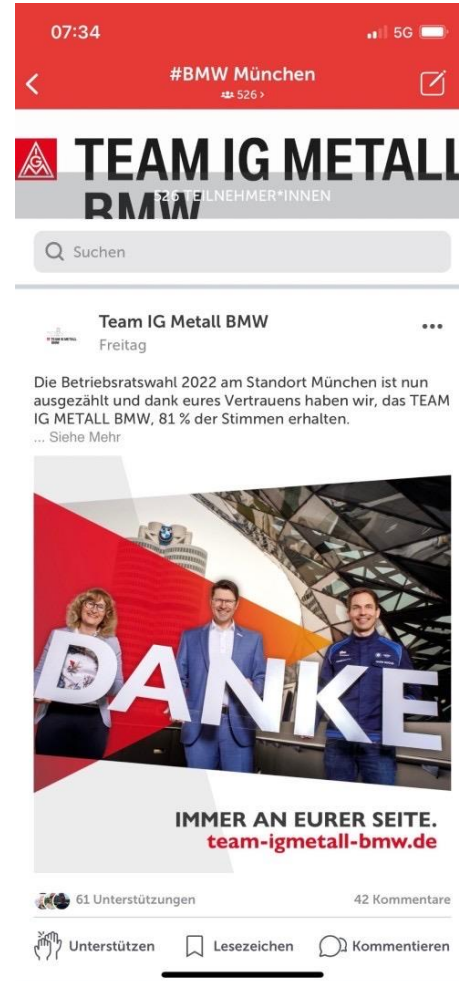 07:34
5G
#BMW München
526 >
IGM
TEAM IG METALL
BMW
526 TEILNEHMER*INNEN
Suchen
Team IG Metall BMW
Freitag
Die Betriebsratswahl 2022 am Standort München ist nun
ausgezählt und dank eures Vertrauens haben wir, das TEAM
IG METALL BMW, 81 % der Stimmen erhalten.
... Siehe Mehr
DANKE
IMMER AN EURER SEITE.
team-igmetall-bmw.de
61 Unterstützungen
42 Kommentare
Unterstützen
Lesezeichen
Kommentieren